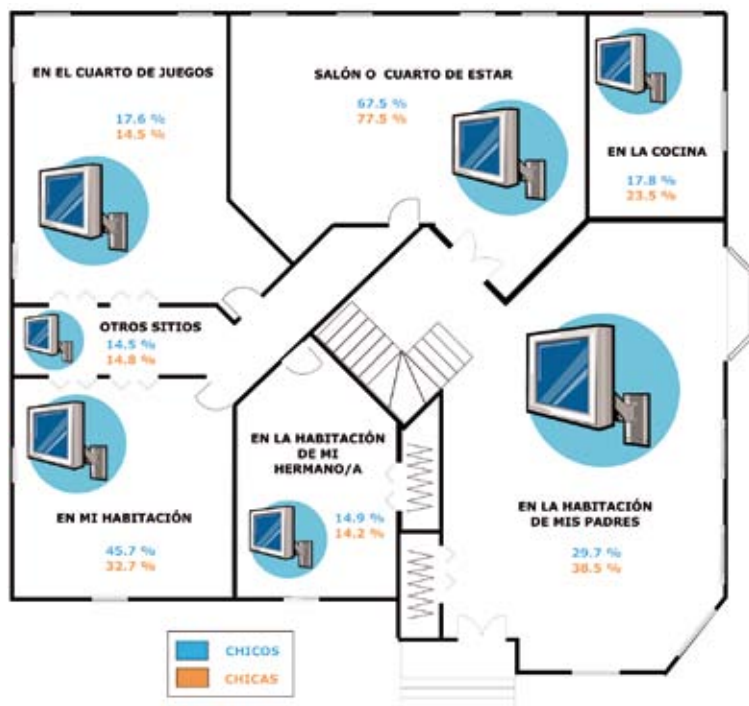 EN EL CUARTO DE JUEGOS
17.6 %
14.5 %
SALÓN O CUARTO DE ESTAR
67.5 %
77.5 %
EN LA COCINA
17.8 %
23.5 %
OTROS SITIOS
14.5 %
14.8 %
EN MI HABITACIÓN
45.7 %
32.7 %
EN LA HABITACIÓN
DE MI
HERMANO/A
14.9 %
14.2 %
EN LA HABITACIÓN
DE MIS PADRES
29.7 %
38.5 %
CHICOS
CHICAS